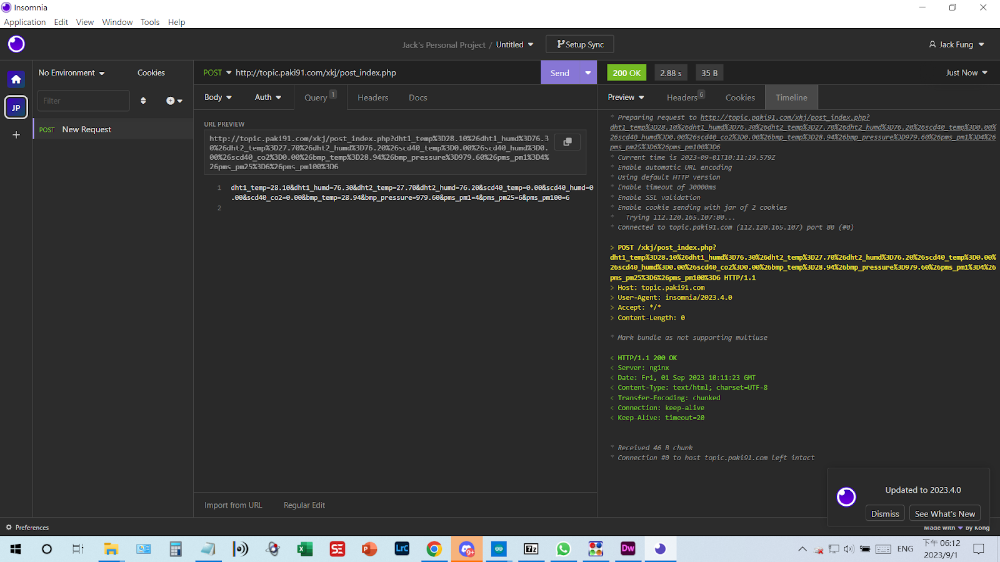 Insomnia
Application Edit View Window Tools Help
Jack's Personal Project / Untitled
Setup Sync
Jack Fung
No Environment
Cookies
POST http://topic.paki91.com/xkj/post_index.php
Send
200 OK
2.88 s
35 B
Just Now
Filter
Body Auth Query 1 Headers Docs
Preview Headers 6 Cookies Timeline
JP
POST New Request
URL PREVIEW
http://topic.paki91.com/xkj/post_index.php?dht1_temp%3D28.10%26dht1_humd%3D76.3
0%26dht2_temp%3D27.70%26dht2_humd%3D76.20%26scd40_temp%3D0.00%26scd40_humd%3D0.
00%26scd40_co2%3D0.00%26bmp_temp%3D28.94%26bmp_pressure%3D979.60%26pms_pm1%3D4%
26pms_pm25%3D6%26pms_pm100%3D6
1 dht1_temp=28.10&dht1_humd=76.30&dht2_temp=27.70&dht2_humd=76.20&scd40_temp=0.00&scd40_humd=0
.00&scd40_co2=0.00&bmp_temp=28.94&bmp_pressure=979.60&pms_pm1=4&pms_pm25=6&pms_pm100=6
2
Import from URL
Regular Edit
* Preparing request to http://topic.paki91.com/xkj/post_index.php?
dht1_temp%3D28.10%26dht1_humd%3D76.30%26dht2_temp%3D27.70%26dht2_humd%3D76.20%26scd40_temp%3D0.00%
26scd40_humd%3D0.00%26scd40_co2%3D0.00%26bmp_temp%3D28.94%26bmp_pressure%3D979.60%26pms_pm1%3D4%26
pms_pm25%3D6%26pms_pm100%3D6
* Current time is 2023-09-01T10:11:19.579Z
* Enable automatic URL encoding
* Using default HTTP version
* Enable timeout of 30000ms
* Enable SSL validation
* Enable cookie sending with jar of 2 cookies
* Trying 112.120.165.107:80...
* Connected to topic.paki91.com (112.120.165.107) port 80 (#0)
> POST /xkj/post_index.php?
dht1_temp%3D28.10%26dht1_humd%3D76.30%26dht2_temp%3D27.70%26dht2_humd%3D76.20%26scd40_temp%3D0.00%
26scd40_humd%3D0.00%26scd40_co2%3D0.00%26bmp_temp%3D28.94%26bmp_pressure%3D979.60%26pms_pm1%3D4%26
pms_pm25%3D6%26pms_pm100%3D6 HTTP/1.1
> Host: topic.paki91.com
> User-Agent: insomnia/2023.4.0
> Accept: */*
> Content-Length: 0
* Mark bundle as not supporting multiuse
< HTTP/1.1 200 OK
< Server: nginx
< Date: Fri, 01 Sep 2023 10:11:23 GMT
< Content-Type: text/html; charset=UTF-8
< Transfer-Encoding: chunked
< Connection: keep-alive
< Keep-Alive: timeout=20
* Received 46 B chunk
* Connection #0 to host topic.paki91.com left intact
Updated to 2023.4.0
Dismiss
See What's New
Preferences
Made with by Kong
SE
LrC
9+
7z
Dw
ENG
下午 06:12
2023/9/1